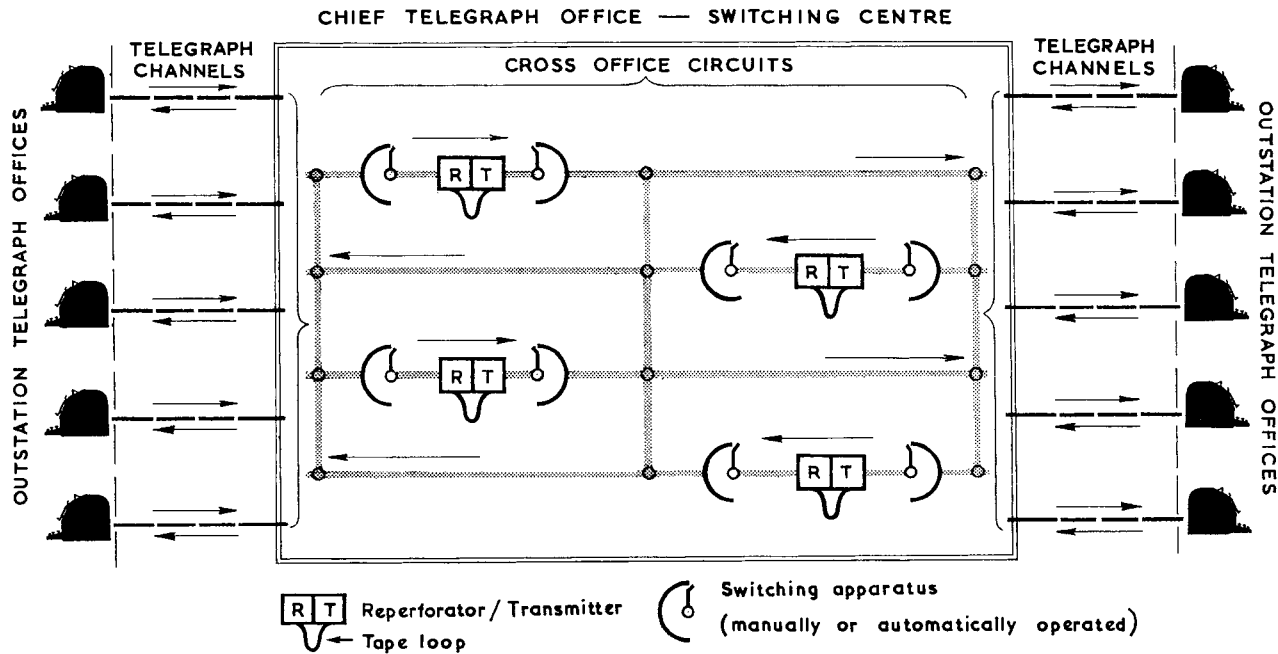 CHIEF TELEGRAPH OFFICE — SWITCHING CENTRE
TELEGRAPH
CHANNELS
CROSS OFFICE CIRCUITS
TELEGRAPH
CHANNELS
OUTSTATION TELEGRAPH OFFICES
OUTSTATION TELEGRAPH OFFICES
R T
R T
R T
R T
R T Reperforator / Transmitter
Tape loop
Switching apparatus
(manually or automatically operated)